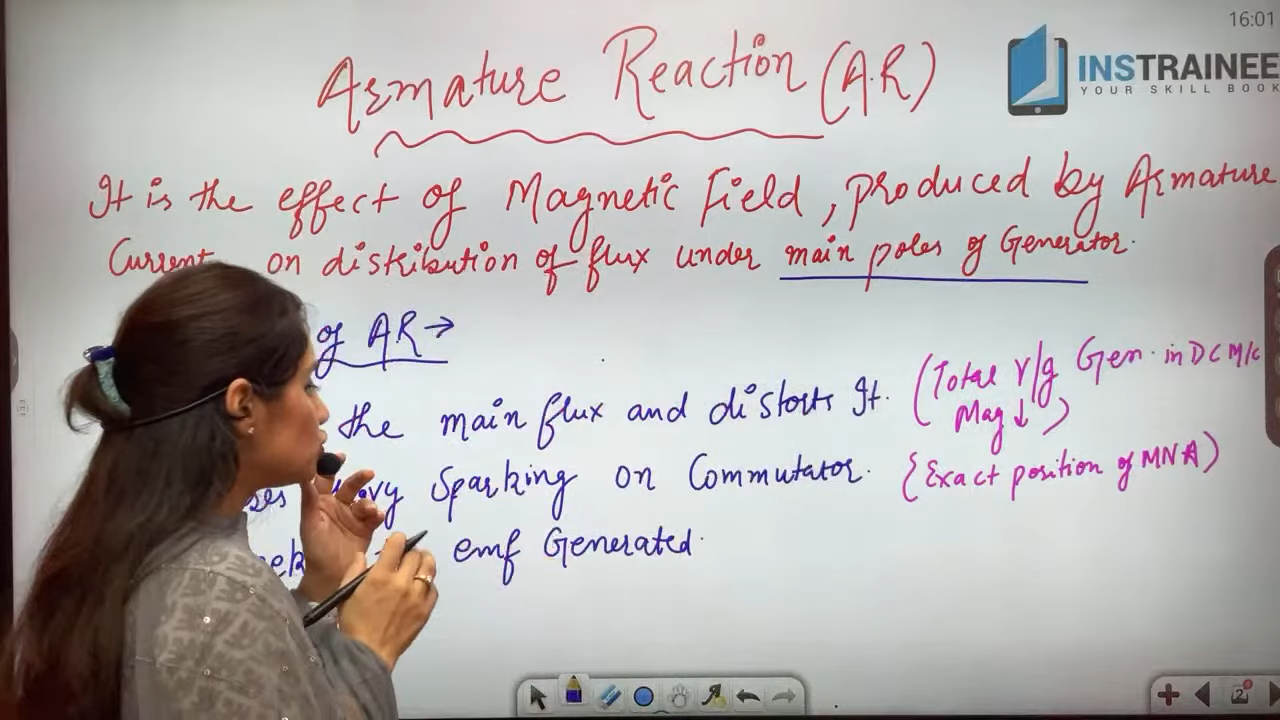 16:01
INSTRAINEE
YOUR SKILL BOOK
Armature Reaction (A.R)
It is the effect of Magnetic Field, produced by Armature
Current on distribution of flux under main poles of Generator.
of AR →
the main flux and distorts It. (Total v/g Gen. in DC M/C
Mag ↓)
Sparking on Commutator. {Exact position of MNA)
emf Generated.
2